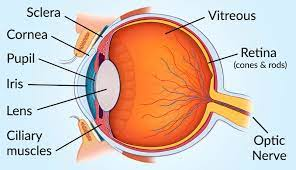 Sclera
Cornea
Pupil
Iris
Lens
Ciliary
muscles
Vitreous
Retina
(cones & rods)
Optic
Nerve